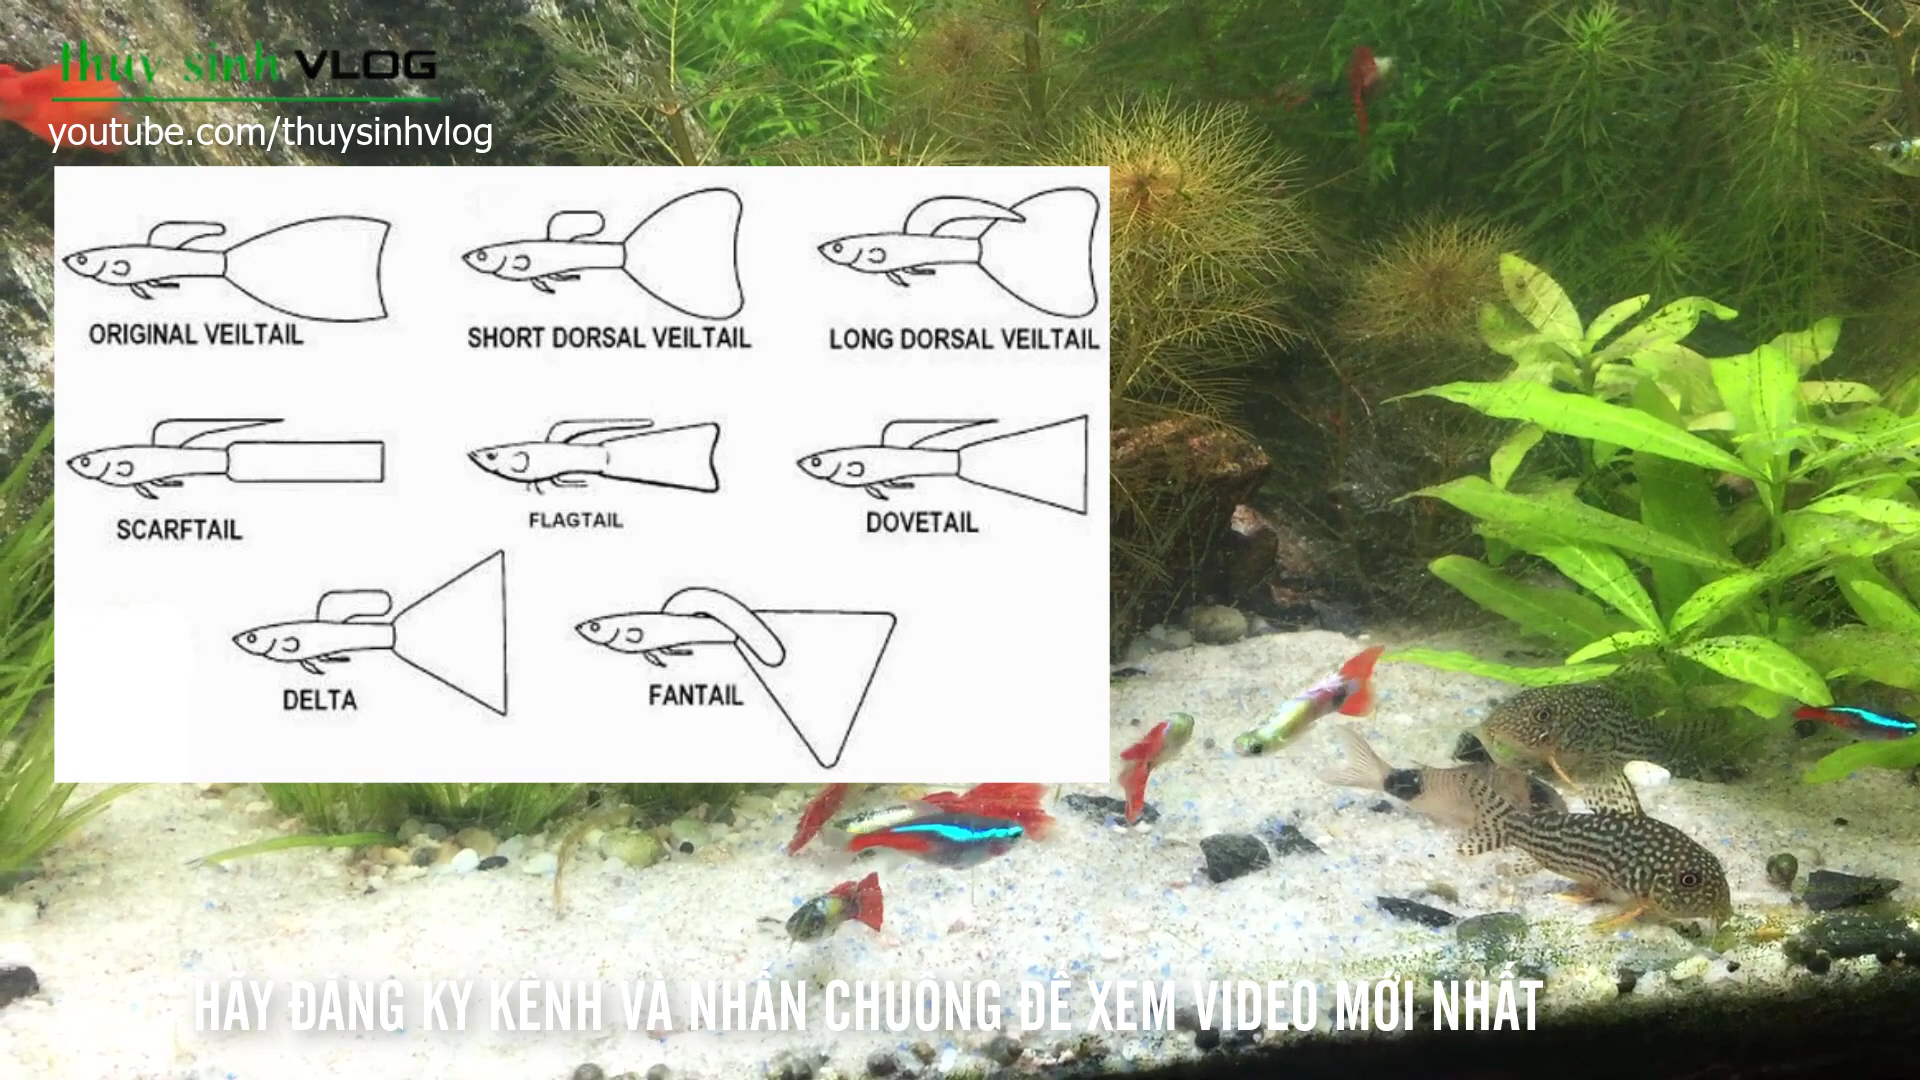 thủy sinh VLOG
youtube.com/thuysinhvlog
ORIGINAL VEILTAIL
SHORT DORSAL VEILTAIL
LONG DORSAL VEILTAIL
SCARFTAIL
FLAGTAIL
DOVETAIL
DELTA
FANTAIL
HÃY ĐĂNG KÝ KÊNH VÀ NHẤN CHUÔNG ĐỂ XEM VIDEO MỚI NHẤT